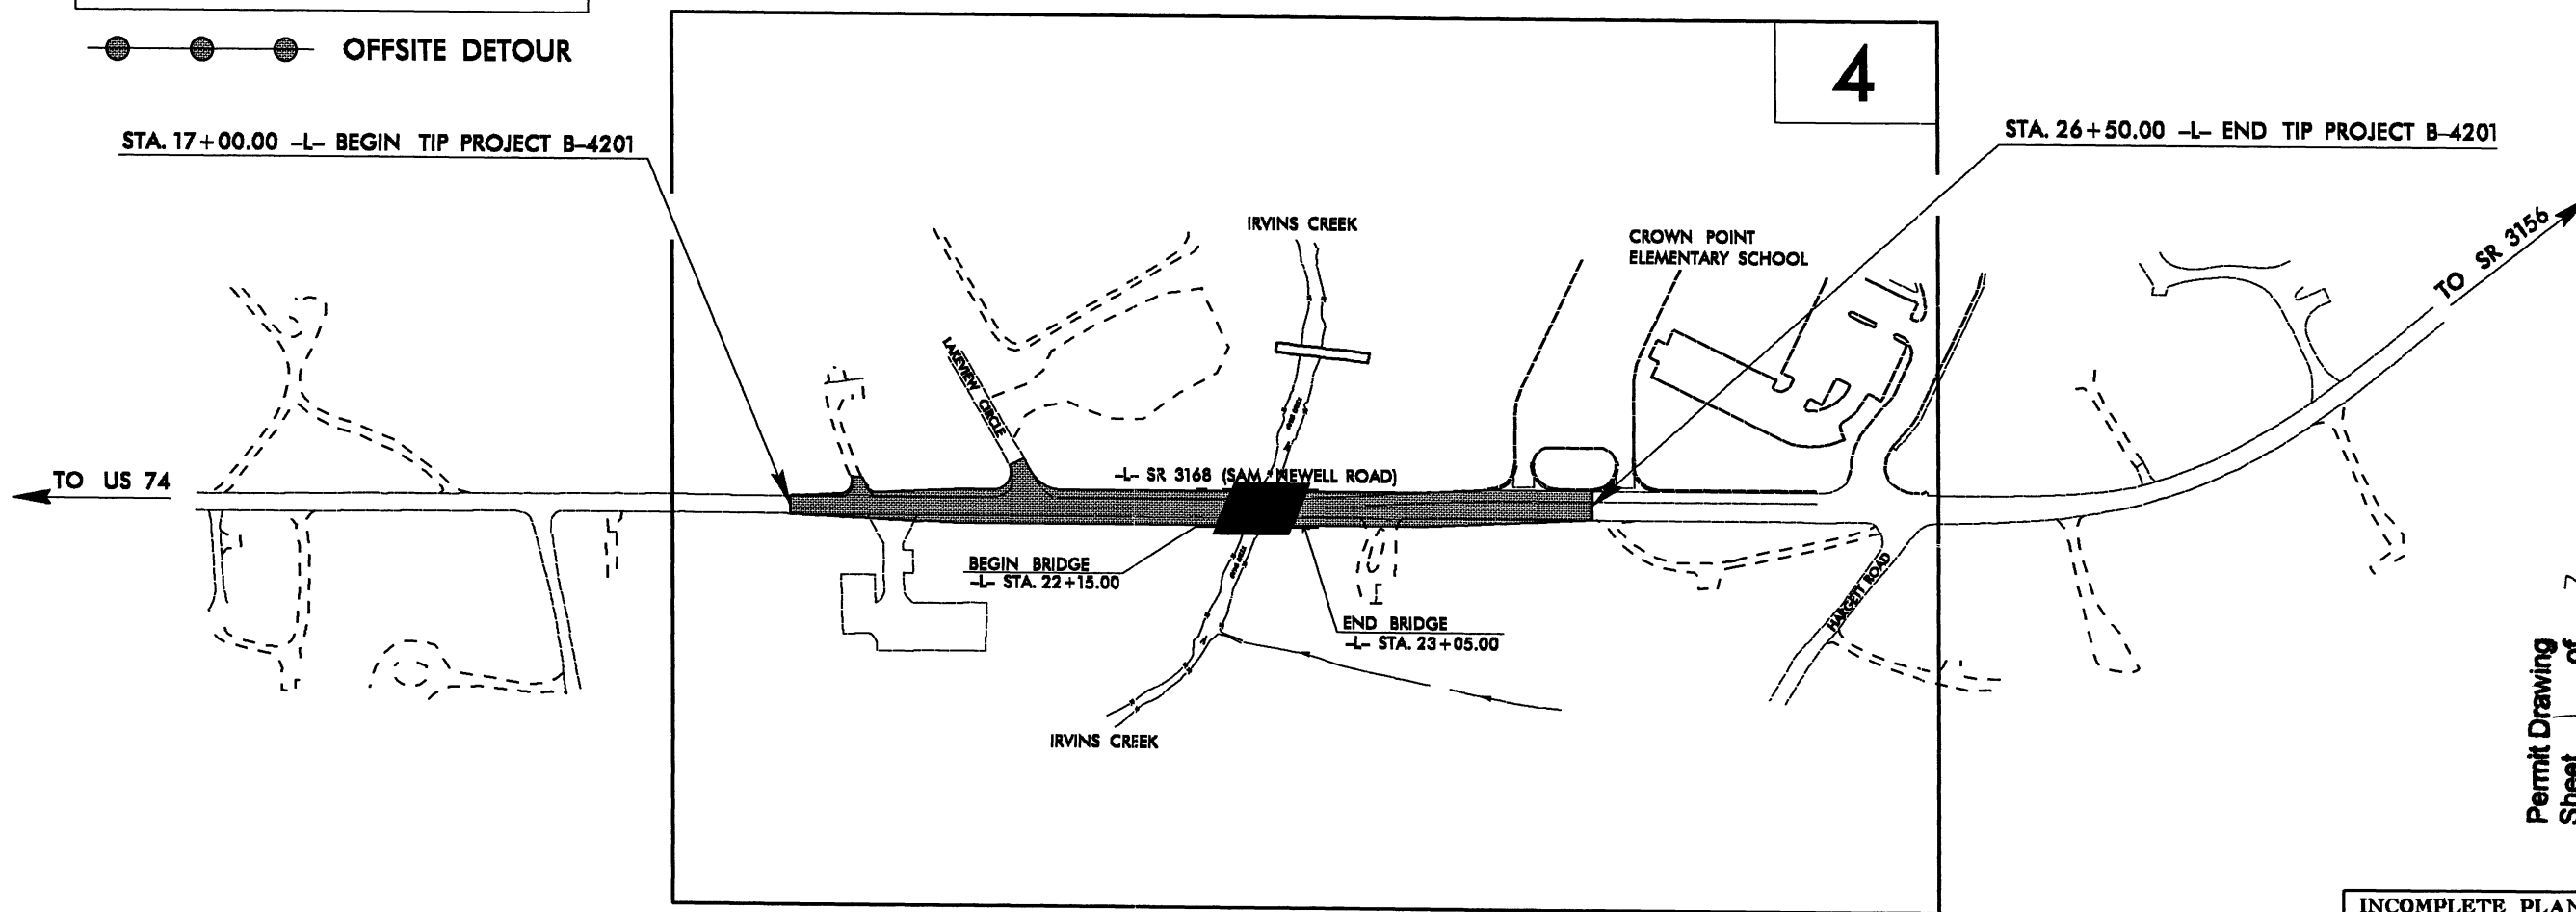 OFFSITE DETOUR
4
STA. 17+00.00 -L- BEGIN TIP PROJECT B-4201
STA. 26+50.00 -L- END TIP PROJECT B-4201
IRVINS CREEK
CROWN POINT
ELEMENTARY SCHOOL
TO SR 3156
LAKEVIEW CIRCLE
TO US 74
-L- SR 3168 (SAM NEWELL ROAD)
BEGIN BRIDGE
-L- STA. 22+15.00
END BRIDGE
-L- STA. 23+05.00
HARGETT ROAD
IRVINS CREEK
Permit Drawing
Sheet of
INCOMPLETE PLAN